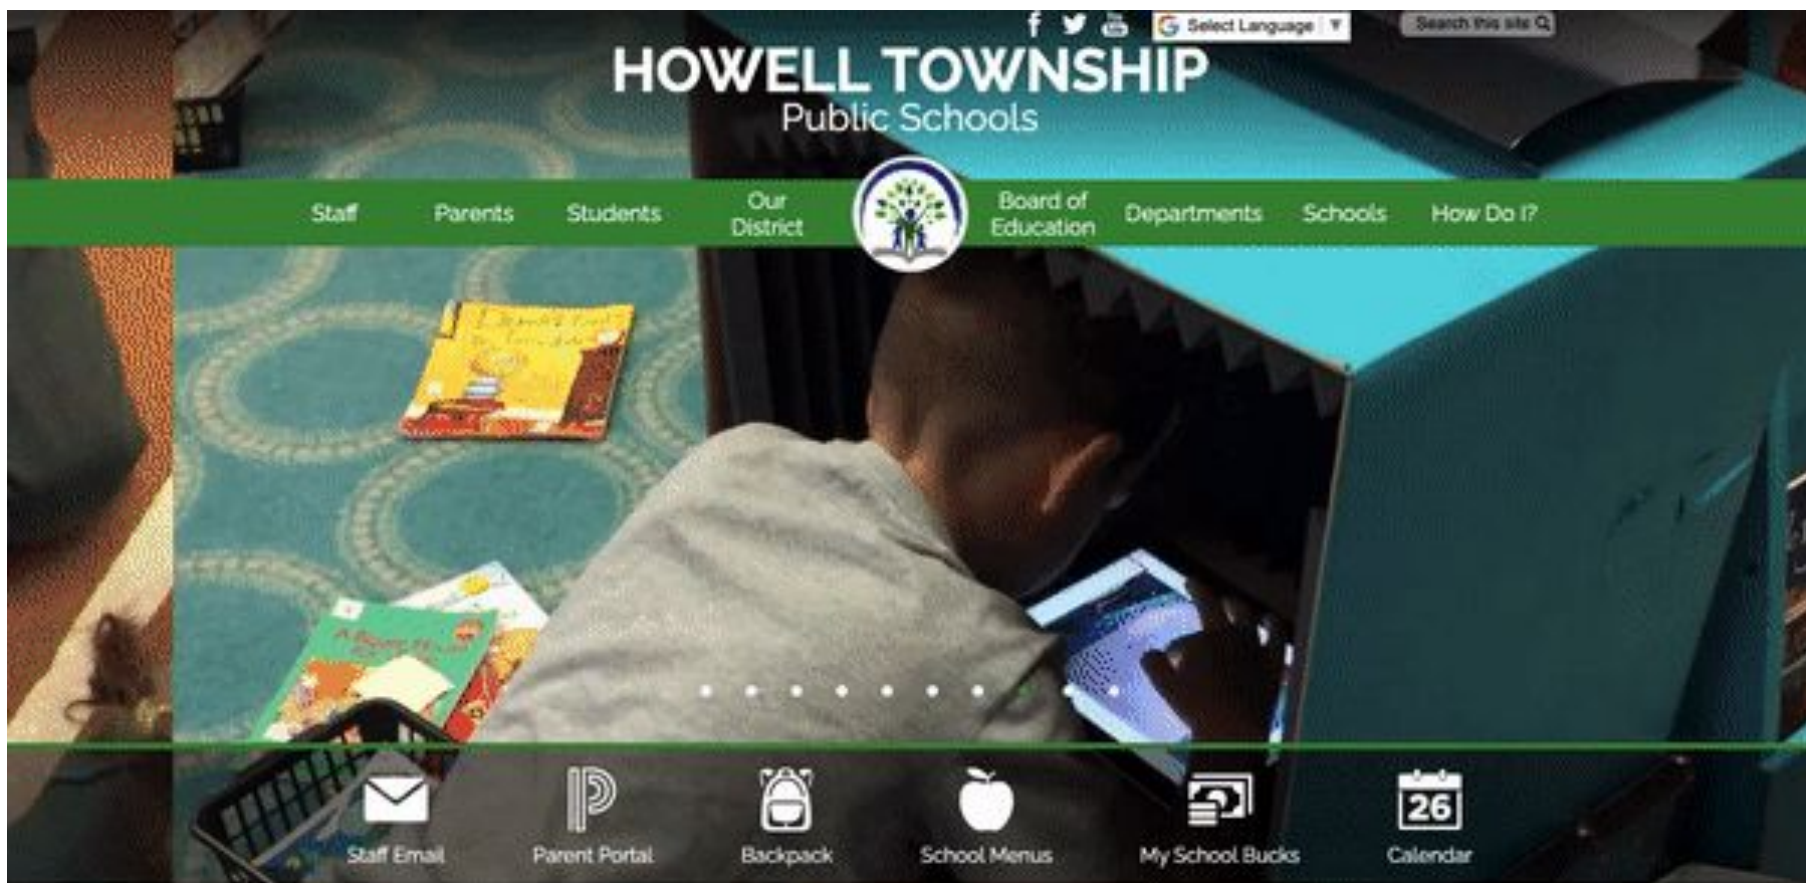 Select Language
Search this site
HOWELL TOWNSHIP
Public Schools
Staff
Parents
Students
Our
District
Board of
Education
Departments
Schools
How Do I?
26
Staff Email
Parent Portal
Backpack
School Menus
My School Bucks
Calendar